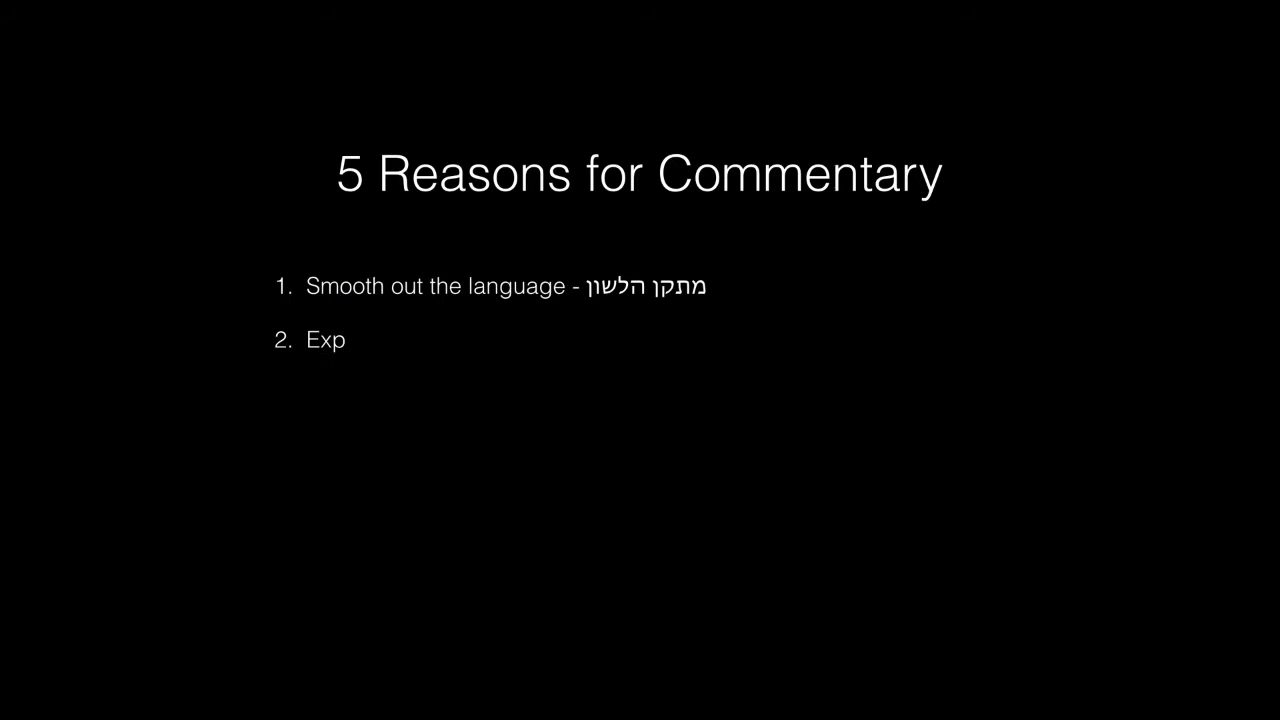 5 Reasons for Commentary
1. Smooth out the language - מתקן הלשון
2. Exp